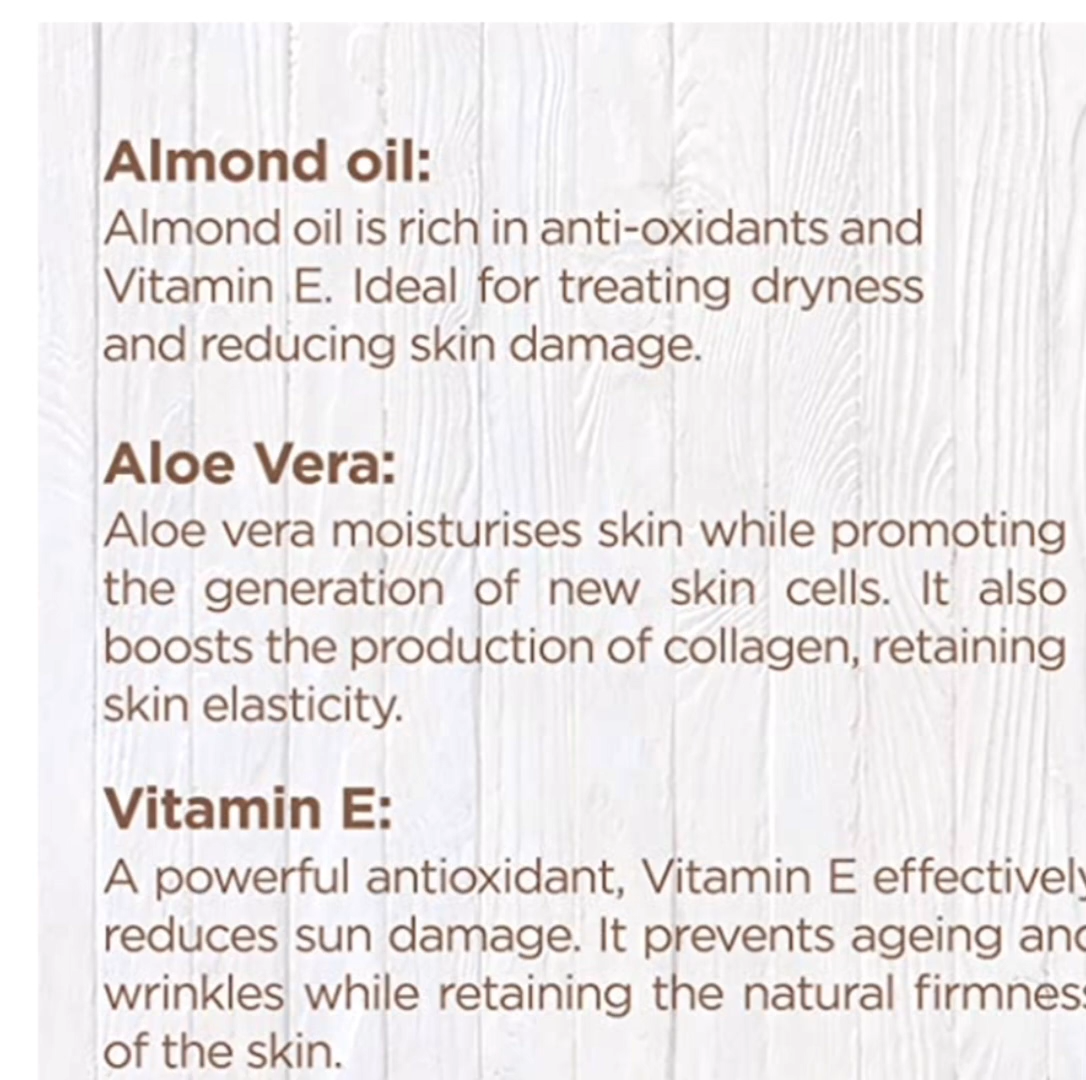 Almond oil:
Almond oil is rich in anti-oxidants and
Vitamin E. Ideal for treating dryness
and reducing skin damage.
Aloe Vera:
Aloe vera moisturises skin while promoting
the generation of new skin cells. It also
boosts the production of collagen, retaining
skin elasticity.
Vitamin E:
A powerful antioxidant, Vitamin E effectively
reduces sun damage. It prevents ageing and
wrinkles while retaining the natural firmness
of the skin.